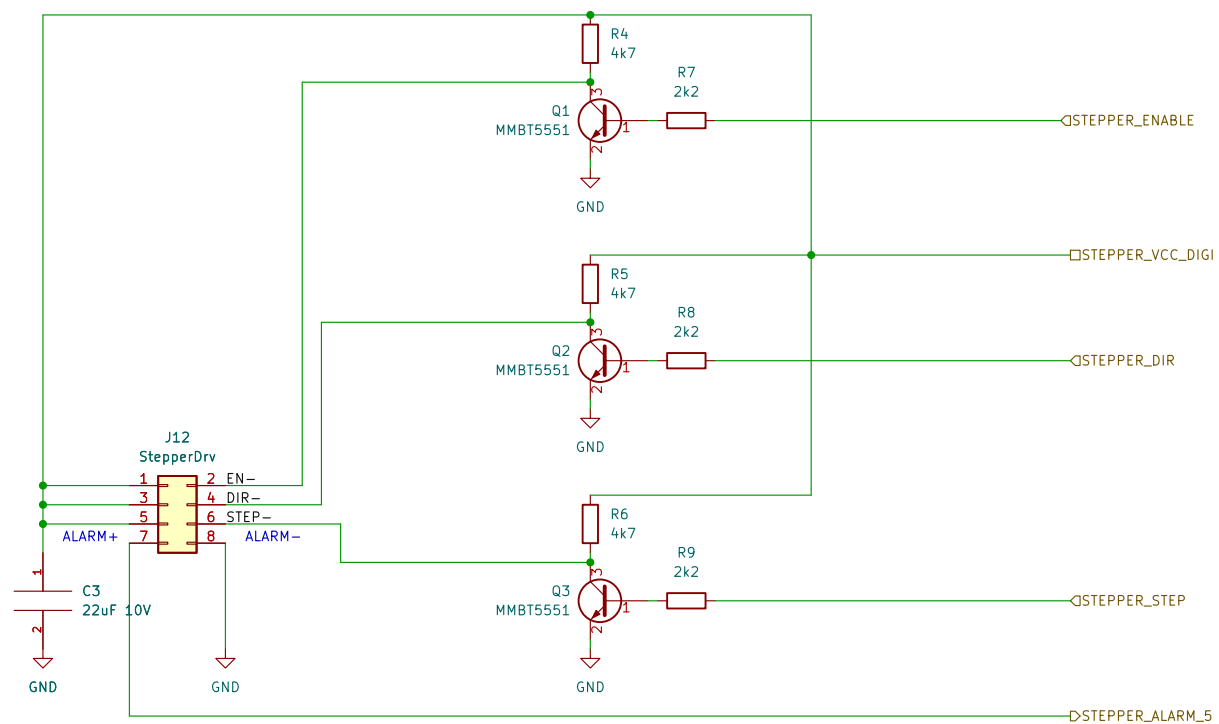 R4
4k7
R7
2k2
3
Q1
MMBT5551
1
STEPPER_ENABLE
2
GND
STEPPER_VCC_DIGI
R5
4k7
R8
2k2
3
Q2
MMBT5551
1
STEPPER_DIR
2
GND
J12
StepperDrv
1 2 EN-
3 4 DIR-
5 6 STEP-
ALARM+ 7 8 ALARM-
R6
4k7
R9
2k2
3
Q3
MMBT5551
1
STEPPER_STEP
2
GND
1
C3
22uF 10V
2
GND
GND
STEPPER_ALARM_5